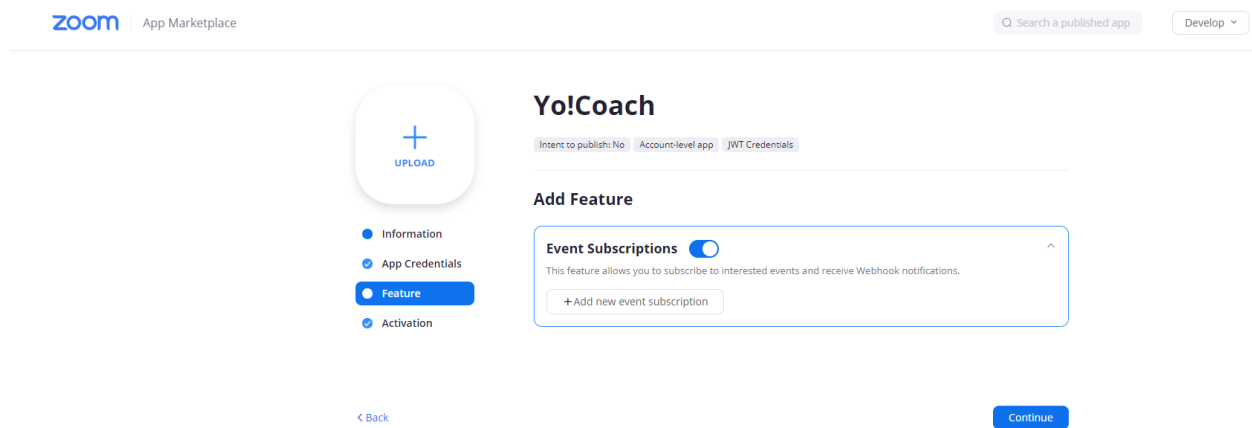 zoom App Marketplace
Search a published app
Develop
UPLOAD
Information
App Credentials
Feature
Activation
Yo!Coach
Intent to publish: No Account-level app JWT Credentials
Add Feature
Event Subscriptions
This feature allows you to subscribe to interested events and receive Webhook notifications.
+Add new event subscription
< Back
Continue